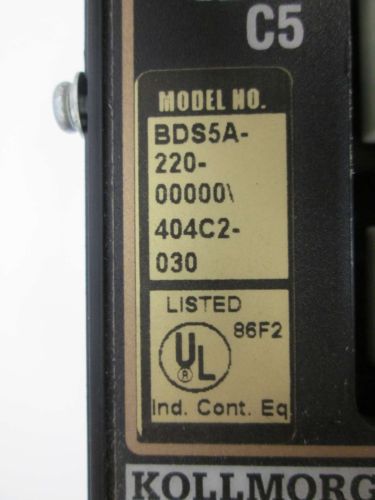 C5
MODEL NO.
BDS5A-
220-
00000\
404C2-
030
LISTED
86F2
UL
®
Ind. Cont. Eq
KOLLMORG